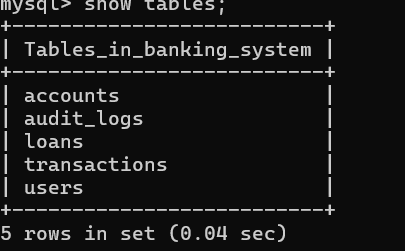 mysql> show tables;
+--------------------------+
| Tables_in_banking_system |
+--------------------------+
| accounts                 |
| audit_logs               |
| loans                    |
| transactions             |
| users                    |
+--------------------------+
5 rows in set (0.04 sec)